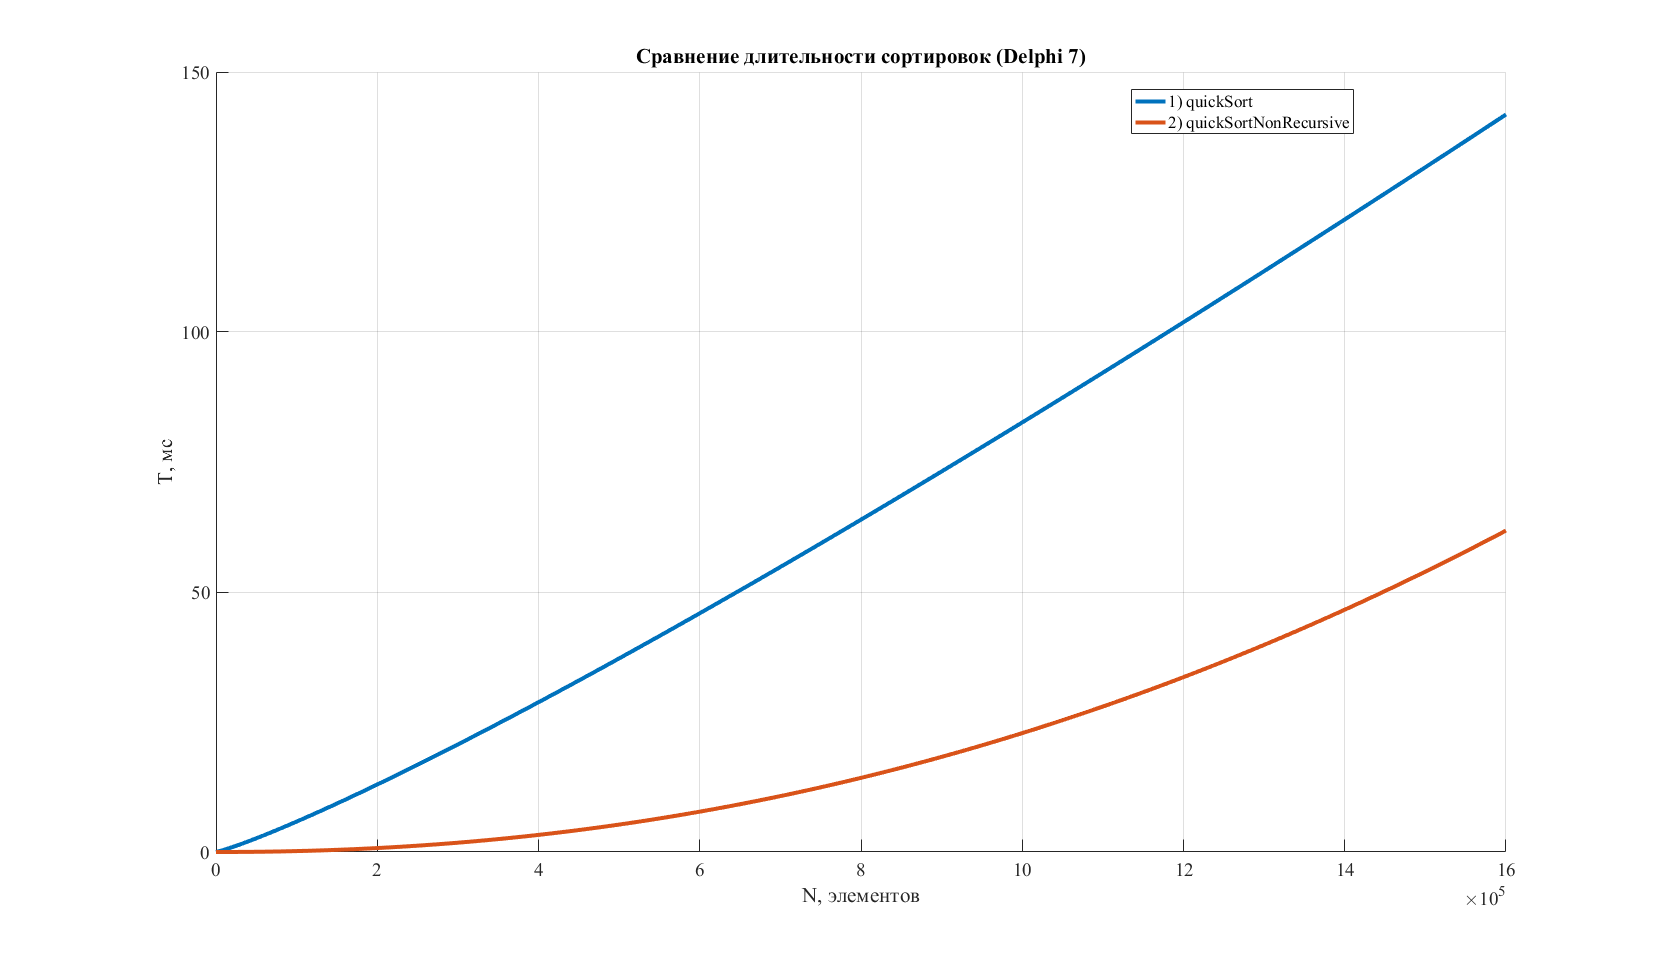 Сравнение длительности сортировок (Delphi 7)
1) quickSort
2) quickSortNonRecursive
150
100
50
0
T, мс
0 2 4 6 8 10 12 14 16
×10^5
N, элементов